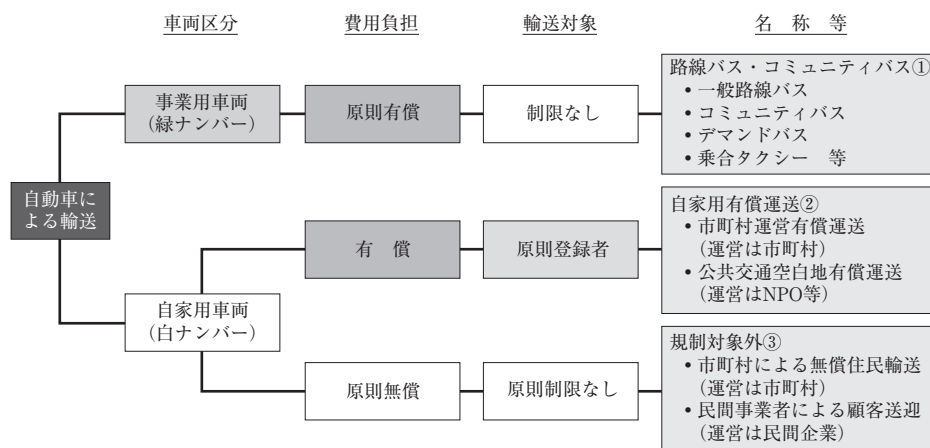 車両区分
費用負担
輸送対象
名 称 等
事業用車両
(緑ナンバー)
原則有償
制限なし
路線バス・コミュニティバス①
• 一般路線バス
• コミュニティバス
• デマンドバス
• 乗合タクシー 等
自動車に
よる輸送
有 償
原則登録者
自家用有償運送②
• 市町村運営有償運送
(運営は市町村)
• 公共交通空白地有償運送
(運営はNPO等)
自家用車両
(白ナンバー)
原則無償
原則制限なし
規制対象外③
• 市町村による無償住民輸送
(運営は市町村)
• 民間事業者による顧客送迎
(運営は民間企業)